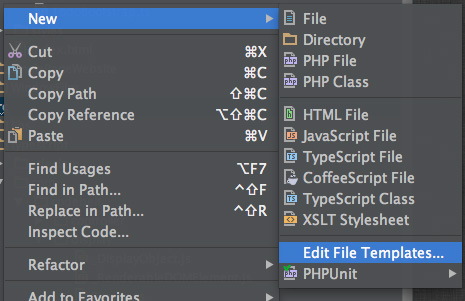 New
Cut ⌘X
Copy ⌘C
Copy Path ⇧⌘C
Copy Reference ⌥⇧⌘C
Paste ⌘V
Find Usages ⌥F7
Find in Path... ^⇧F
Replace in Path... ^⇧R
Inspect Code...
Refactor
Add to Favorites
File
Directory
PHP File
PHP Class
HTML File
JavaScript File
TypeScript File
CoffeeScript File
TypeScript Class
XSLT Stylesheet
Edit File Templates...
PHPUnit